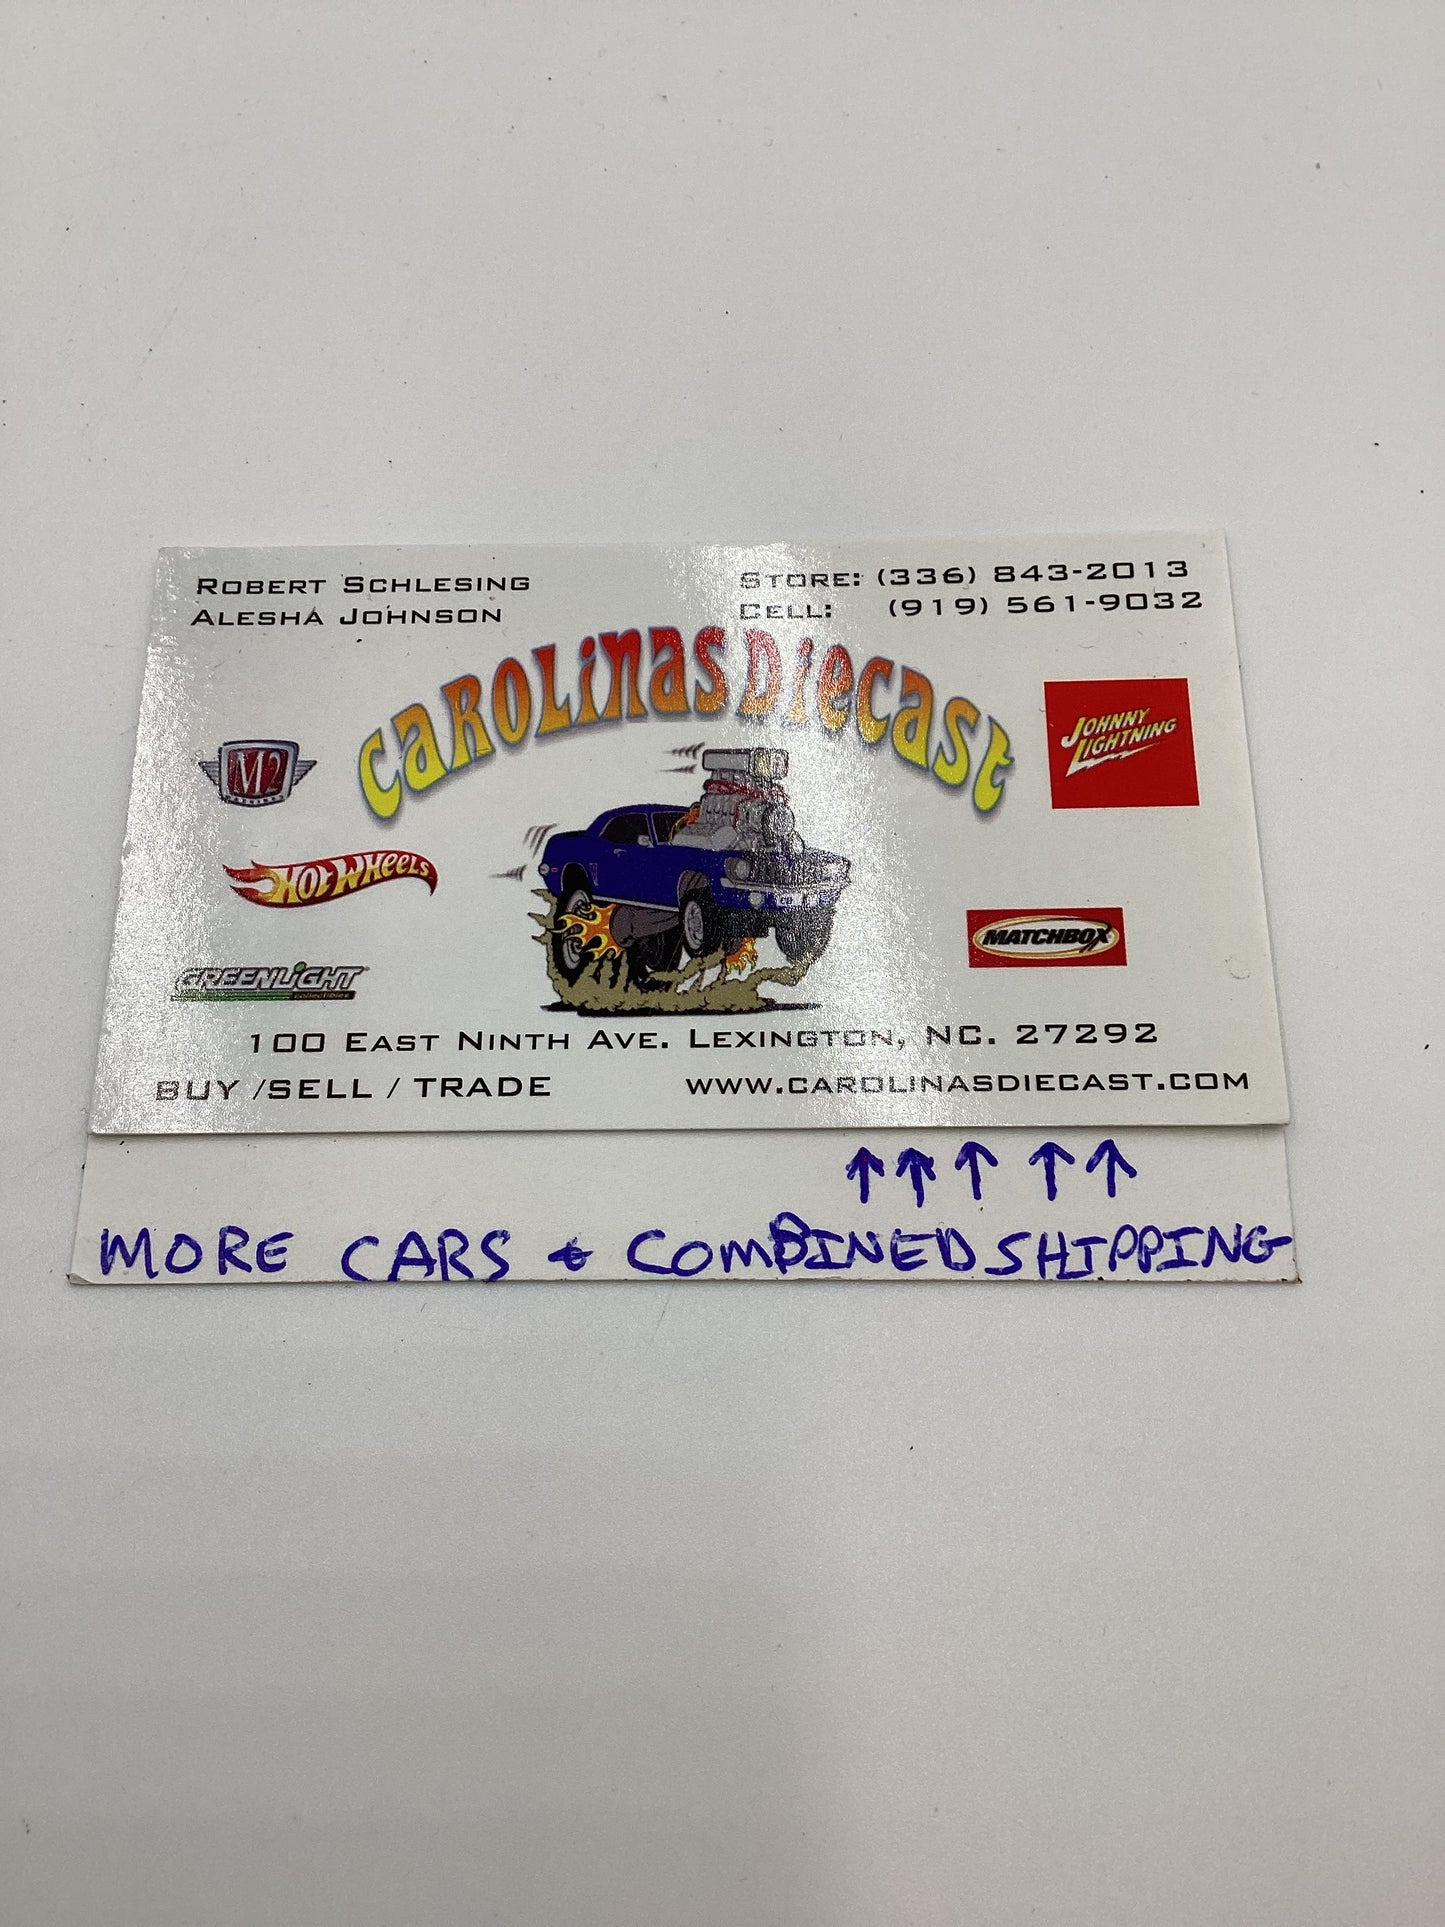 ROBERT SCHLESING
ALESHA JOHNSON
STORE: (336) 843-2013
CELL: (919) 561-9032
CAROLINAS DIECAST
M2
MACHINES
JOHNNY
LIGHTNING
HOT WHEELS
MATCHBOX
GREENLIGHT
collectibles
100 EAST NINTH AVE. LEXINGTON, NC. 27292
BUY /SELL / TRADE
WWW.CAROLINASDIECAST.COM
↑ ↑ ↑ ↑ ↑
MORE CARS & COMBINED SHIPPING